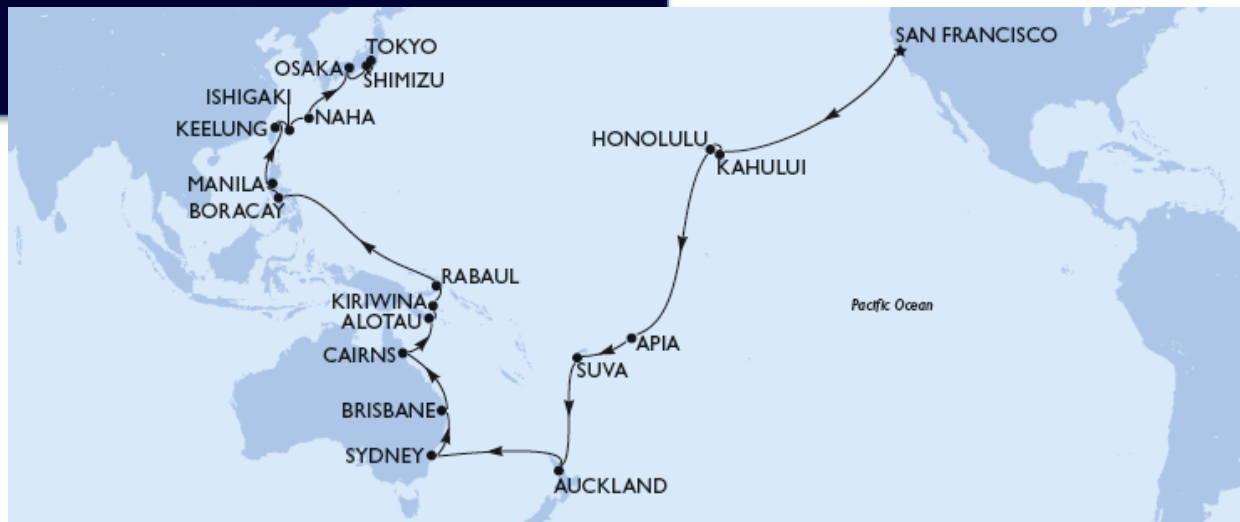 SAN FRANCISCO
TOKYO
OSAKA
SHIMIZU
ISHIGAKI
NAHA
KEELUNG
HONOLULU
KAHULUI
MANILA
BORACAY
RABAUL
KIRIWINA
ALOTAU
Pacific Ocean
APIA
CAIRNS
SUVA
BRISBANE
SYDNEY
AUCKLAND